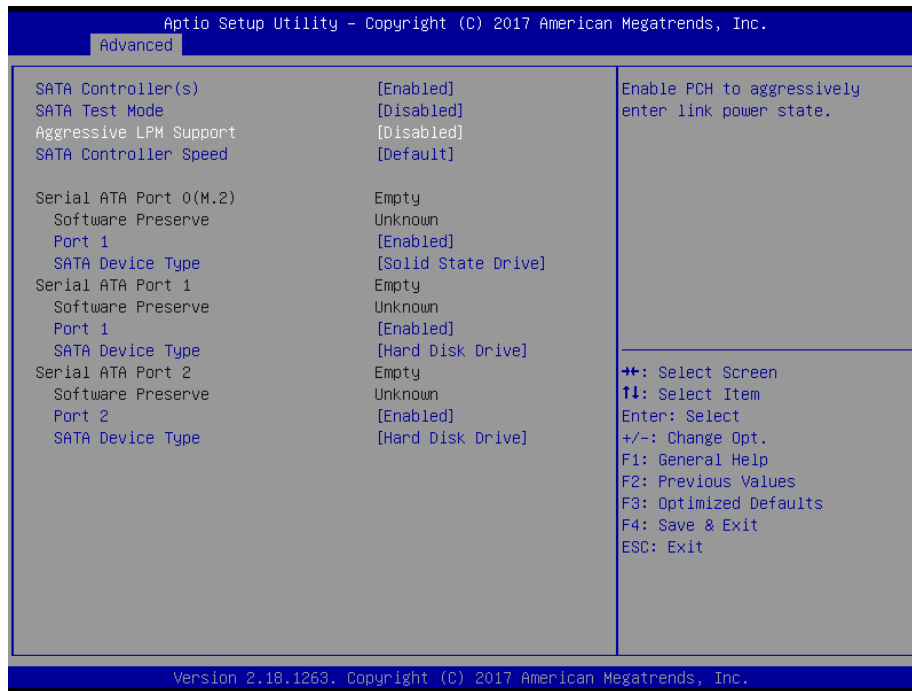 Aptio Setup Utility – Copyright (C) 2017 American Megatrends, Inc.
Advanced
SATA Controller(s) [Enabled]
SATA Test Mode [Disabled]
Aggressive LPM Support [Disabled]
SATA Controller Speed [Default]
Serial ATA Port 0(M.2) Empty
Software Preserve Unknown
Port 1 [Enabled]
SATA Device Type [Solid State Drive]
Serial ATA Port 1 Empty
Software Preserve Unknown
Port 1 [Enabled]
SATA Device Type [Hard Disk Drive]
Serial ATA Port 2 Empty
Software Preserve Unknown
Port 2 [Enabled]
SATA Device Type [Hard Disk Drive]
Enable PCH to aggressively
enter link power state.
→←: Select Screen
↑↓: Select Item
Enter: Select
+/-: Change Opt.
F1: General Help
F2: Previous Values
F3: Optimized Defaults
F4: Save & Exit
ESC: Exit
Version 2.18.1263. Copyright (C) 2017 American Megatrends, Inc.